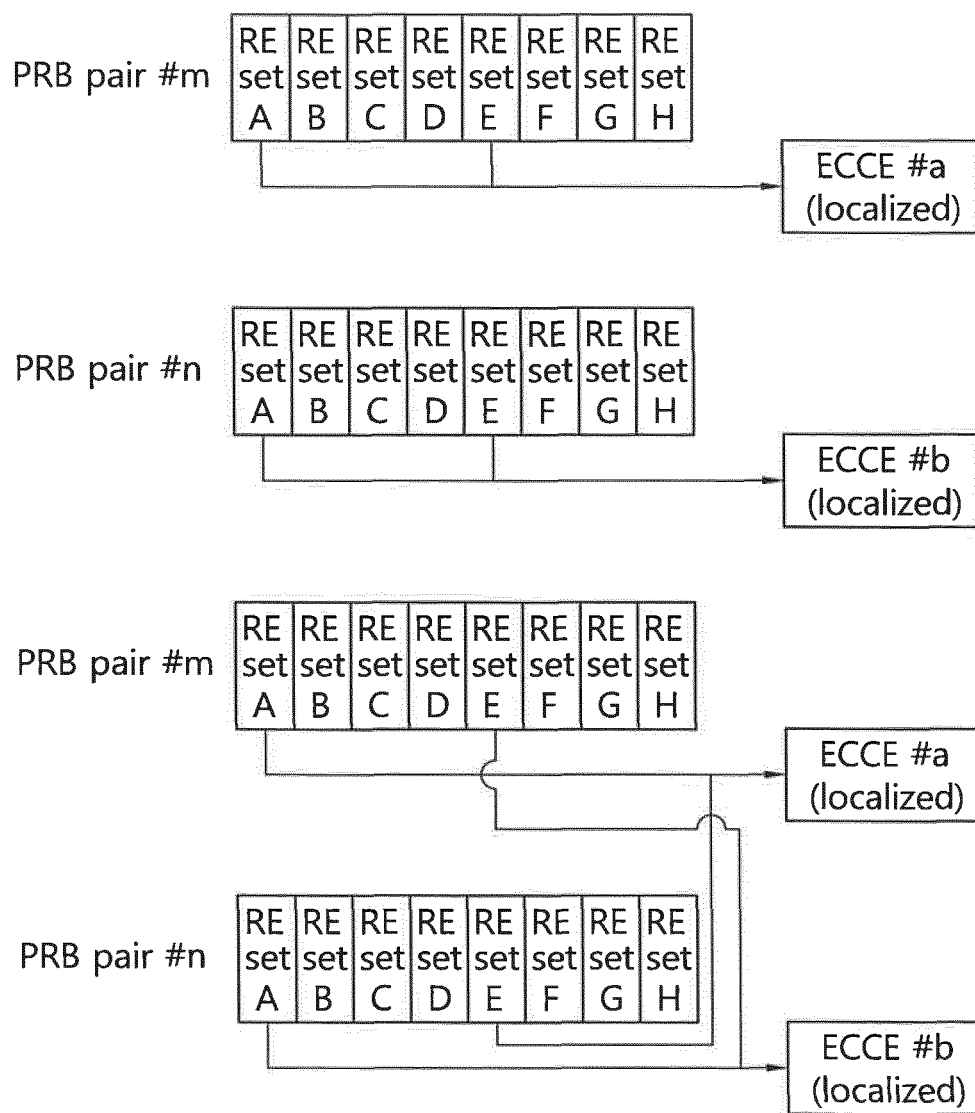 RE RE RE RE RE RE RE RE
PRB pair #m set set set set set set set set
A B C D E F G H
ECCE #a
(localized)
RE RE RE RE RE RE RE RE
PRB pair #n set set set set set set set set
A B C D E F G H
ECCE #b
(localized)
RE RE RE RE RE RE RE RE
PRB pair #m set set set set set set set set
A B C D E F G H
ECCE #a
(localized)
RE RE RE RE RE RE RE RE
PRB pair #n set set set set set set set set
A B C D E F G H
ECCE #b
(localized)